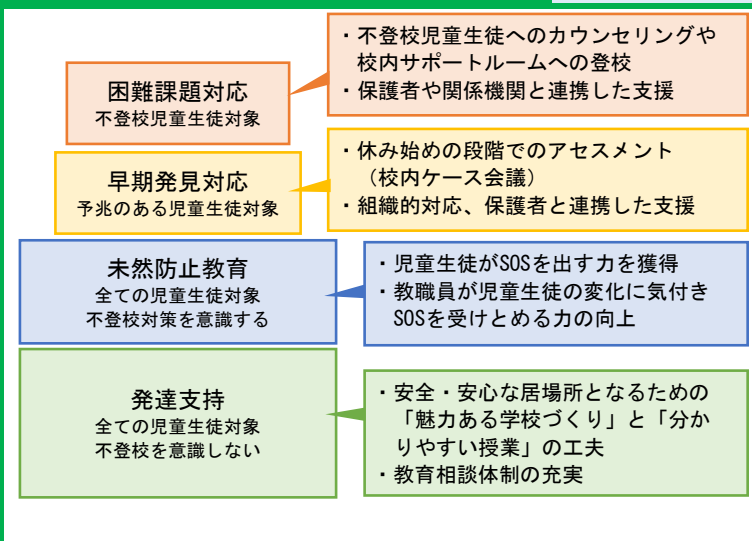 困難課題対応
不登校児童生徒対象
・不登校児童生徒へのカウンセリングや
校内サポートルームへの登校
・保護者や関係機関と連携した支援
早期発見対応
予兆のある児童生徒対象
・休み始めの段階でのアセスメント
（校内ケース会議）
・組織的対応、保護者と連携した支援
未然防止教育
全ての児童生徒対象
不登校対策を意識する
・児童生徒がSOSを出す力を獲得
・教職員が児童生徒の変化に気付き
SOSを受けとめる力の向上
発達支持
全ての児童生徒対象
不登校を意識しない
・安全・安心な居場所となるための
「魅力ある学校づくり」と「分か
りやすい授業」の工夫
・教育相談体制の充実